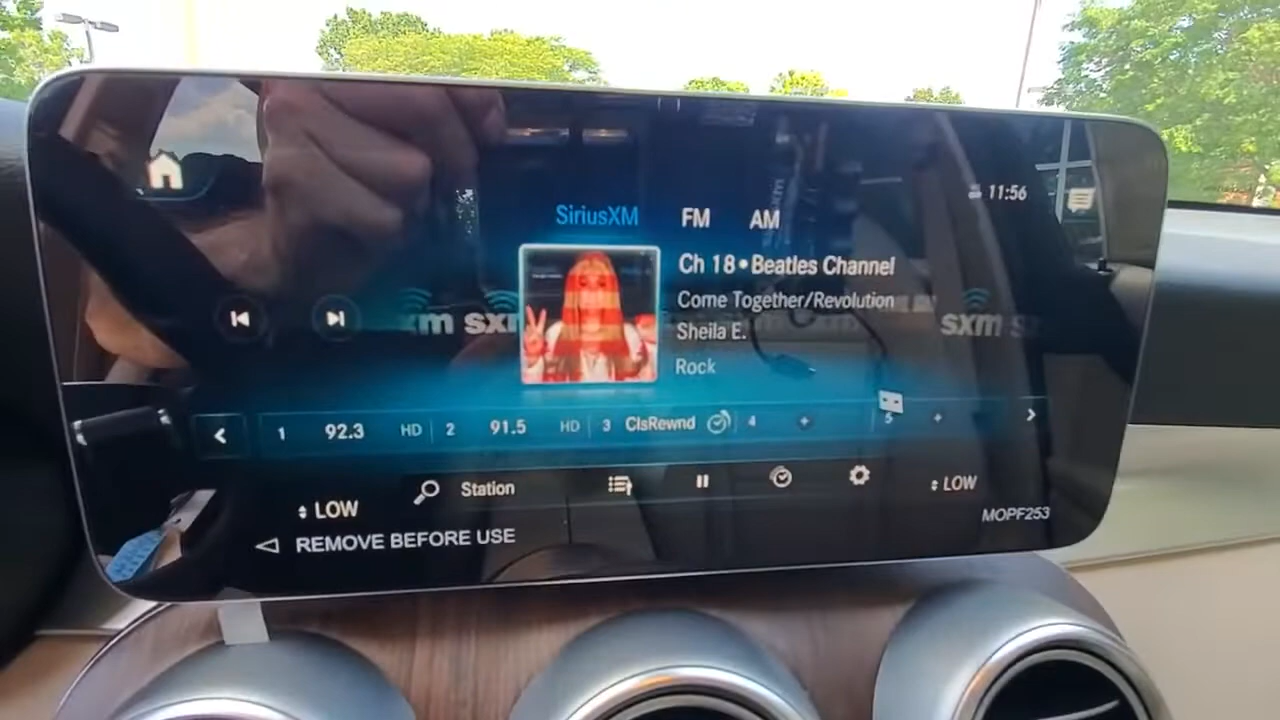 11:56
SiriusXM FM AM
Ch 18•Beatles Channel
Come Together/Revolution
sxm sxm
Sheila E.
Rock
1 92.3 HD 2 91.5 HD 3 ClsRewnd 4 + 5 +
LOW Station LOW
MOPF253
REMOVE BEFORE USE